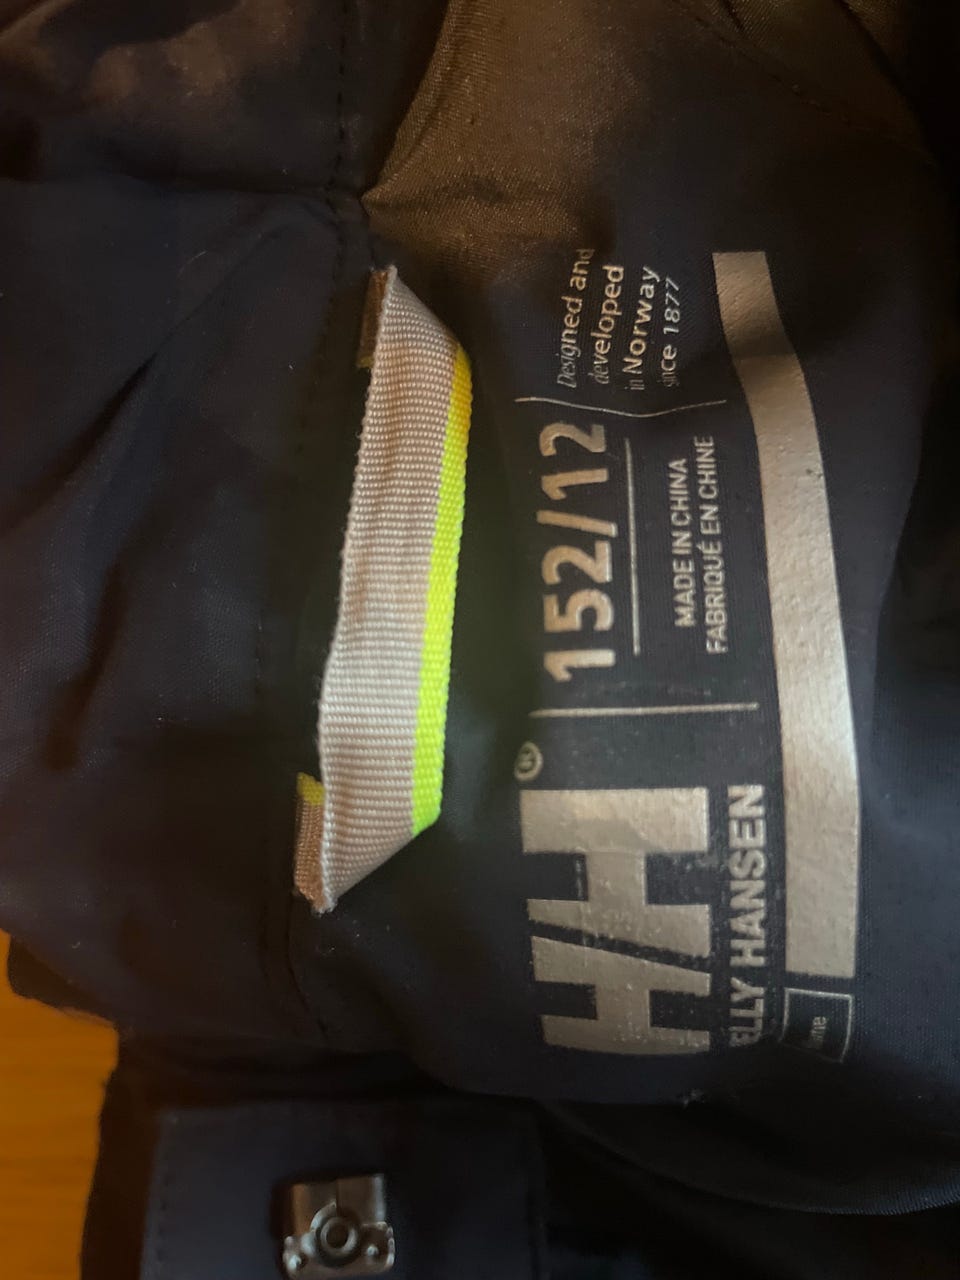 HH®
HELLY HANSEN
152/12
MADE IN CHINA
FABRIQUÉ EN CHINE
Designed and
developed
in Norway
since 1877